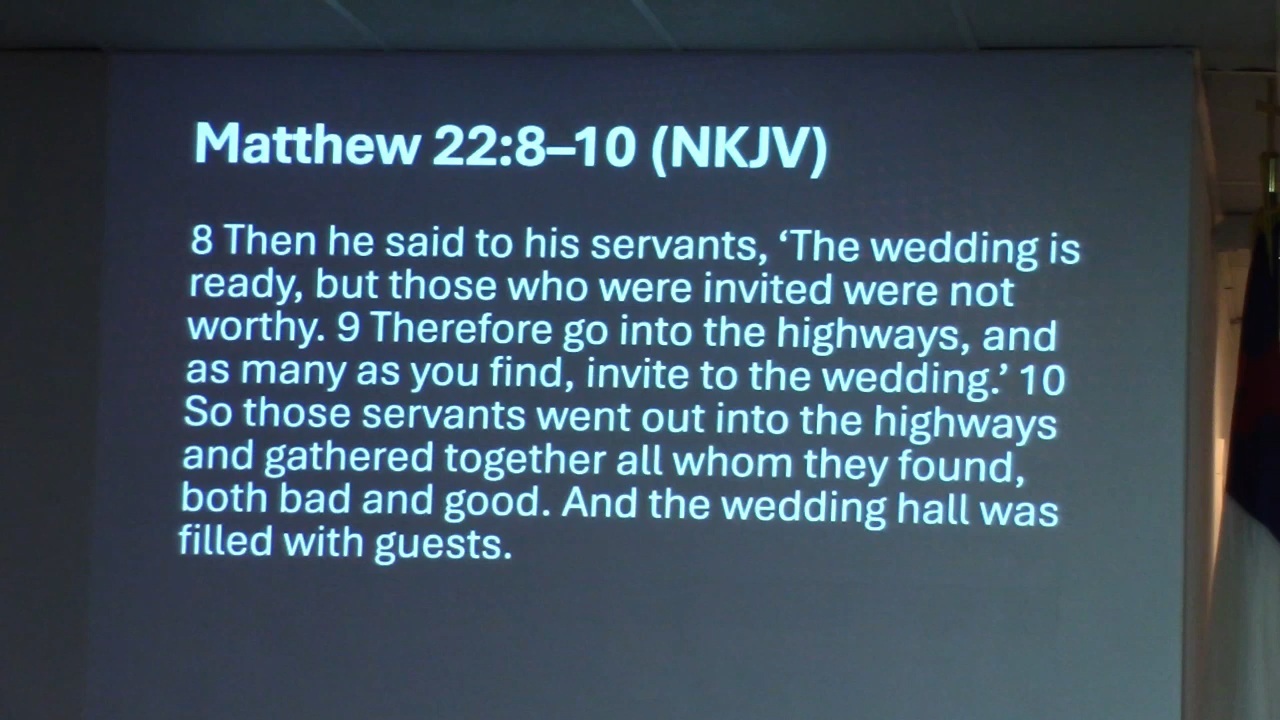 Matthew 22:8–10 (NKJV)
8 Then he said to his servants, ‘The wedding is
ready, but those who were invited were not
worthy. 9 Therefore go into the highways, and
as many as you find, invite to the wedding.’ 10
So those servants went out into the highways
and gathered together all whom they found,
both bad and good. And the wedding hall was
filled with guests.